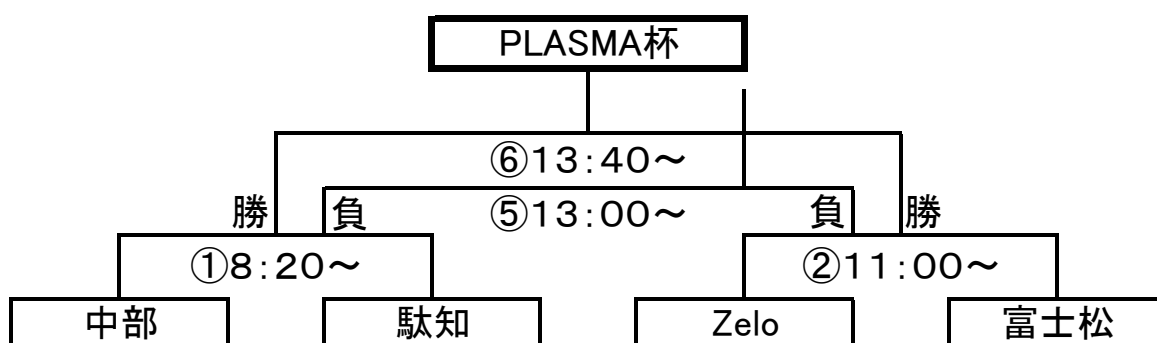 PLASMA杯
⑥13:40～
勝 負 ⑤13:00～ 負 勝
①8:20～ ②11:00～
中部 駄知 Zelo 富士松